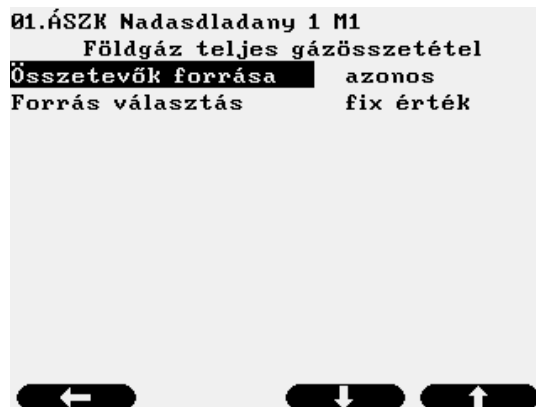 01.ÁSZK Nadasdladany 1 M1
Földgáz teljes gázösszetétel
Összetevők forrása azonos
Forrás választás fix érték